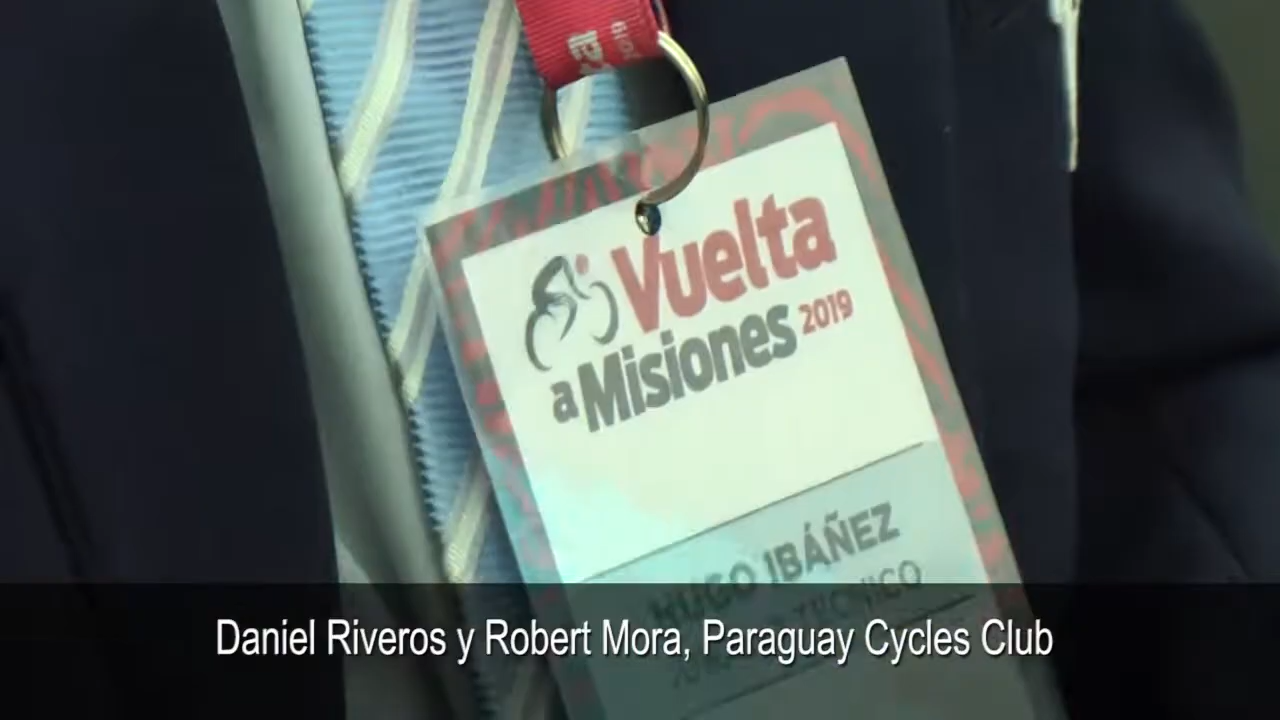 Vuelta
a Misiones 2019
HUGO IBÁÑEZ
Daniel Riveros y Robert Mora, Paraguay Cycles Club